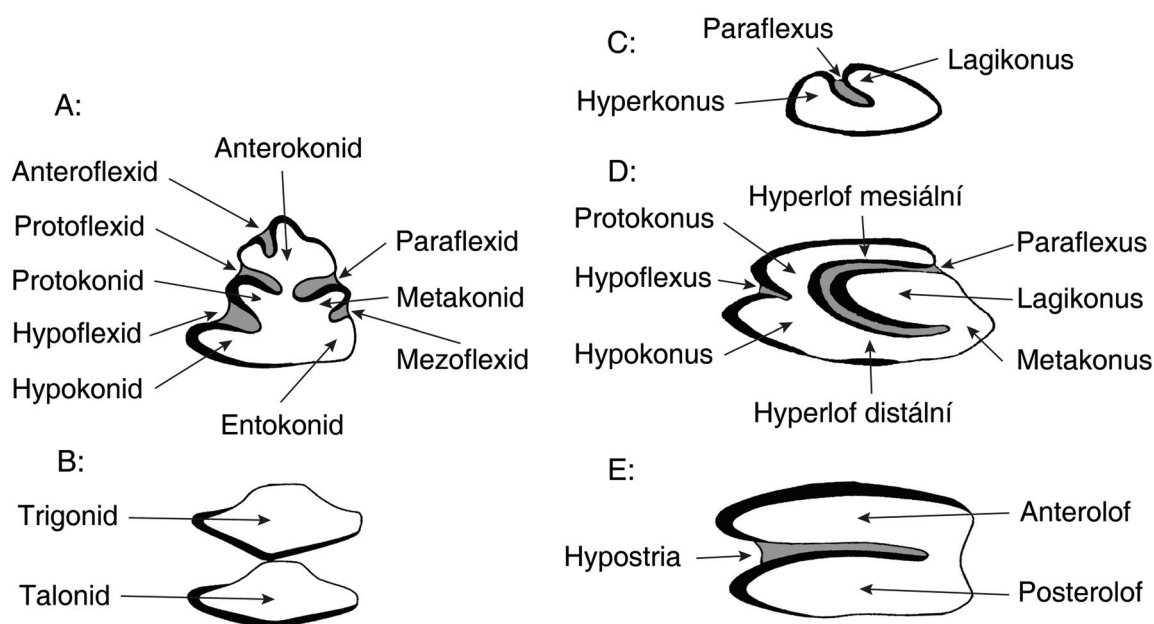 A:
Anterokonid
Anteroflexid
Protoflexid
Paraflexid
Protokonid
Metakonid
Hypoflexid
Mezoflexid
Hypokonid
Entokonid
B:
Trigonid
Talonid
C:
Paraflexus
Lagikonus
Hyperkonus
D:
Hyperlof mesiální
Protokonus
Paraflexus
Hypoflexus
Lagikonus
Hypokonus
Metakonus
Hyperlof distální
E:
Anterolof
Hypostria
Posterolof